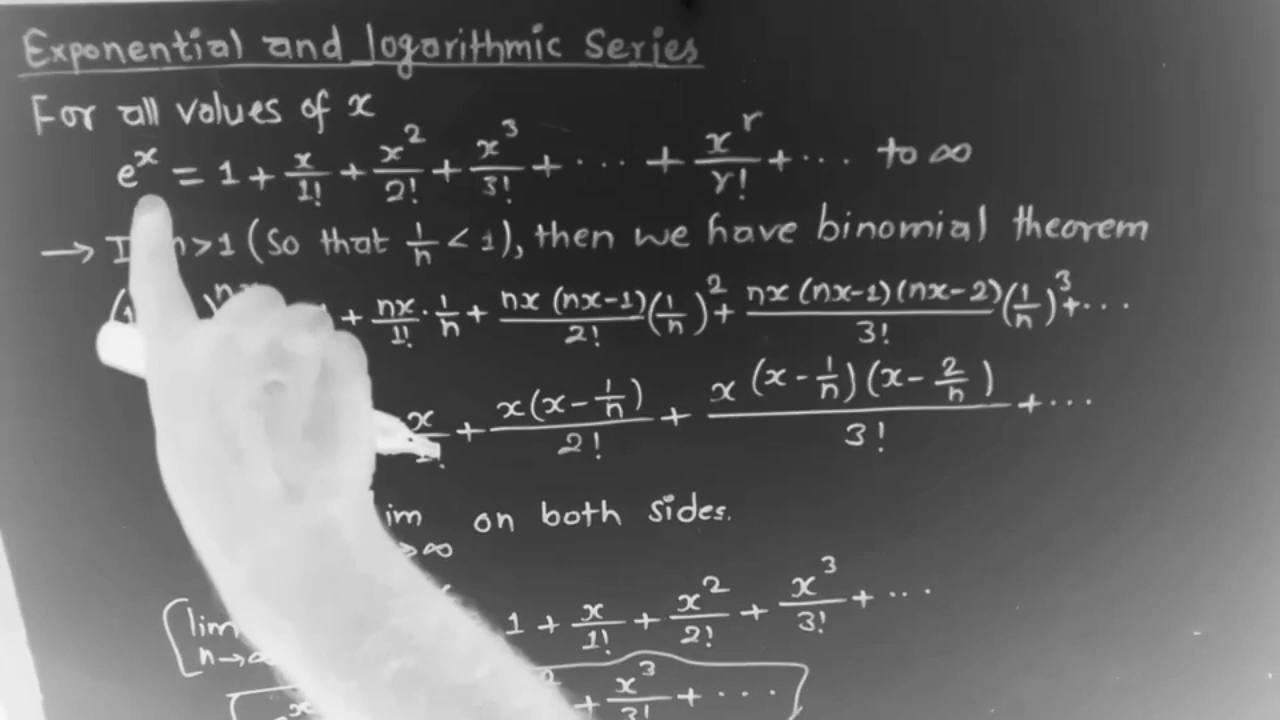 Exponential and logarithmic Series
For all values of x
e^x = 1 + x/1! + x^2/2! + x^3/3! + ... + x^r/r! + ... to ∞
→ n > 1 (So that 1/n < 1), then we have binomial theorem
nx + nx/1! · 1/n + nx(nx-1)/2! (1/n)^2 + nx(nx-1)(nx-2)/3! (1/n)^3 + ...
x + x(x - 1/n)/2! + x(x - 1/n)(x - 2/n)/3! + ...
on both sides.
∞
[lim n→∞ 1 + x/1! + x^2/2! + x^3/3! + ...
+ x^3/3! + ...